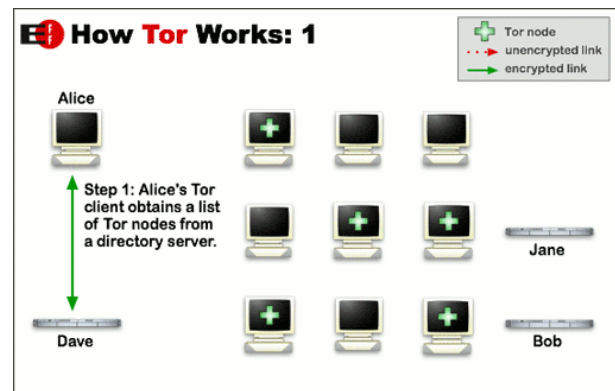 EFF How Tor Works: 1
Tor node
unencrypted link
encrypted link
Alice
Step 1: Alice's Tor
client obtains a list
of Tor nodes from
a directory server.
Jane
Dave
Bob